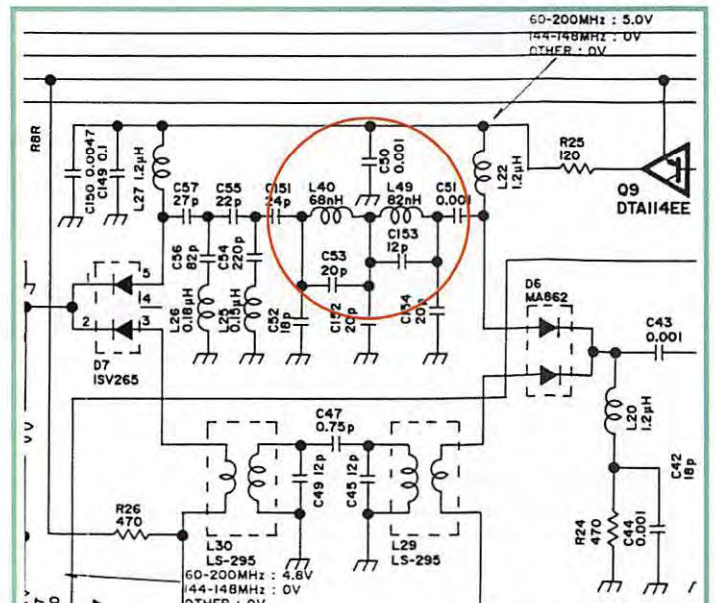 60-200MHz : 5.0V
144-148MHz : 0V
OTHER : 0V
R8R
C150 0.0047
C149 0.1
L27 1.2μH
C57
27p
C55
22p
C151
24p
L40
68nH
C50
0.001
L49
82nH
C51
0.001
L22
1.2μH
R25
120
Q9
DTA114EE
C56
82p
C54
220p
L26
0.18μH
L25
0.15μH
C52
18p
C53
20p
C153
12p
C152
20p
C154
20p
1
5
4
2
3
D7
1SV265
D6
MA862
C43
0.001
L20
1.2μH
C42
18p
C47
0.75p
C49 12p
C45 12p
R26
470
L30
LS-295
L29
LS-295
R24
470
C44
0.001
60-200MHz : 4.8V
144-148MHz : 0V
OTHER : 0V